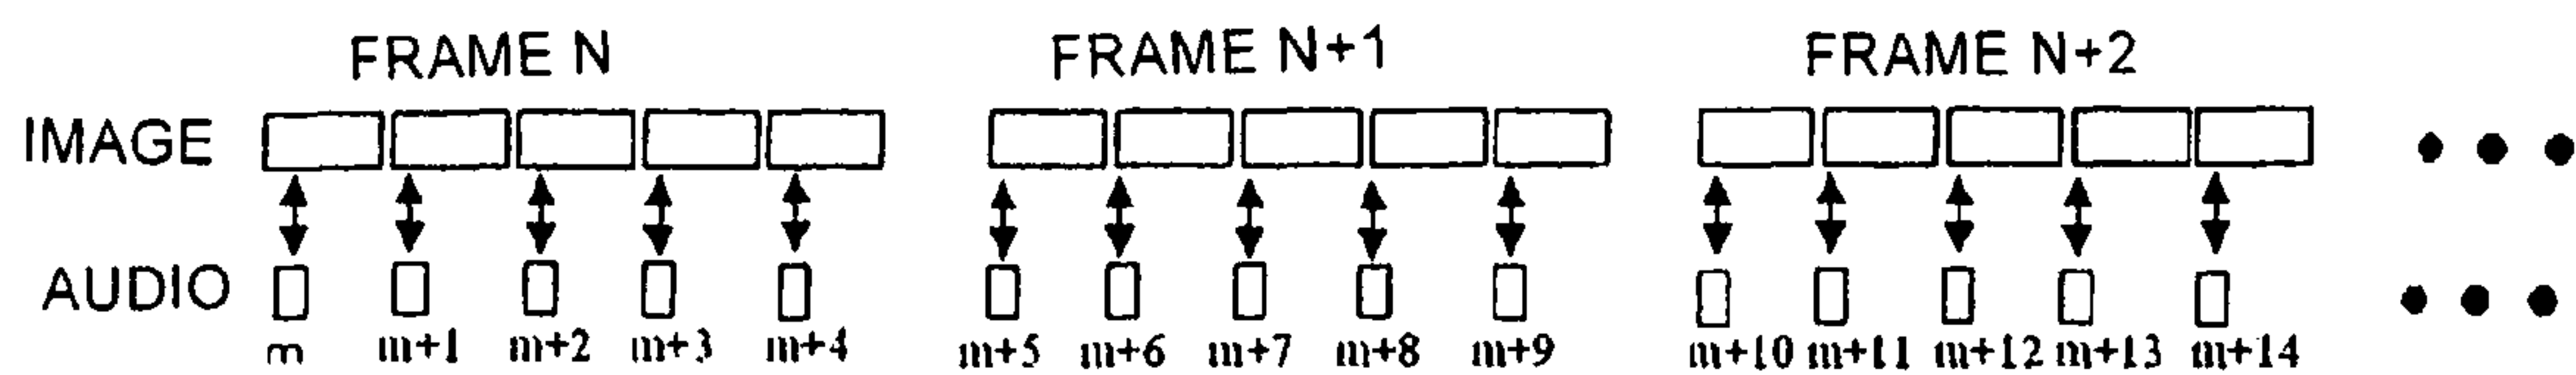 FRAME N FRAME N+1 FRAME N+2
IMAGE
AUDIO
m m+1 m+2 m+3 m+4 m+5 m+6 m+7 m+8 m+9 m+10 m+11 m+12 m+13 m+14